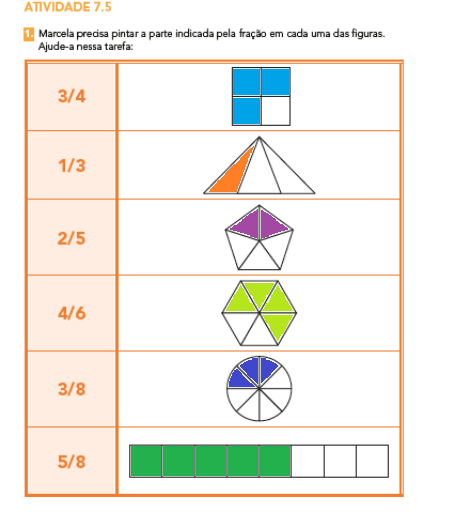 ATIVIDADE 7.5
1. Marcela precisa pintar a parte indicada pela fração em cada uma das figuras.
Ajude-a nessa tarefa:
3/4
1/3
2/5
4/6
3/8
5/8